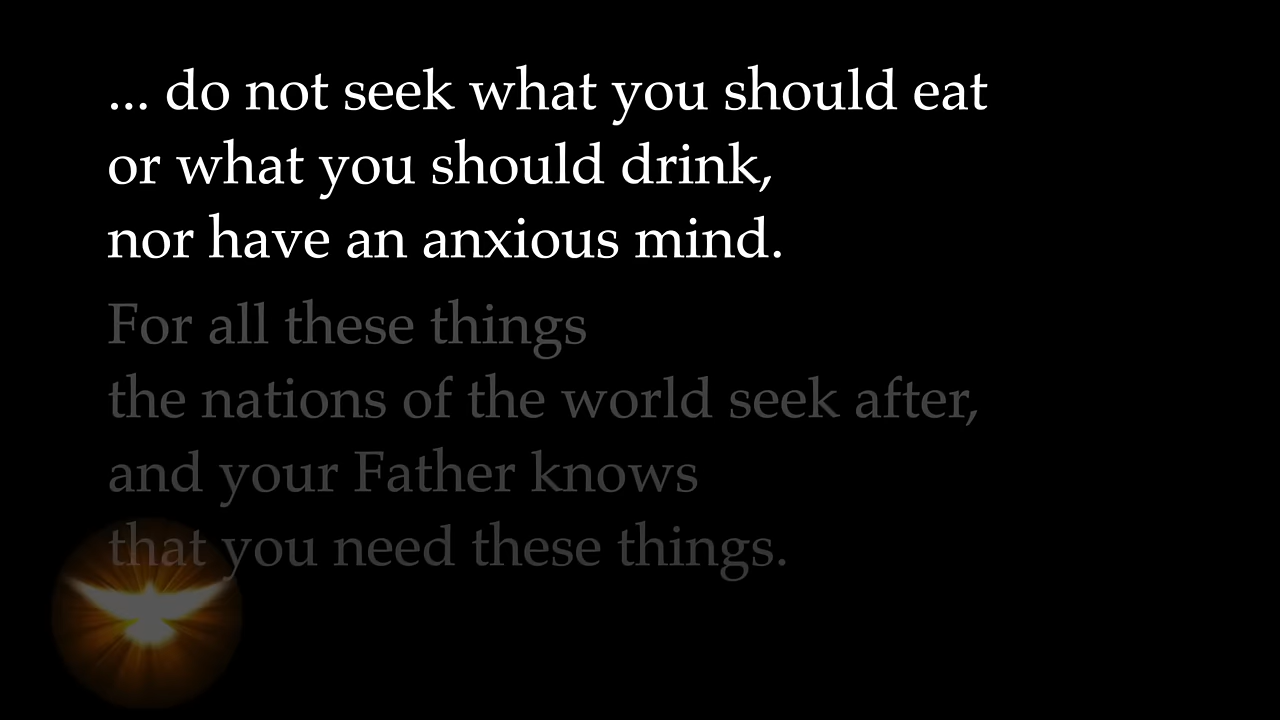 ... do not seek what you should eat
or what you should drink,
nor have an anxious mind.
For all these things
the nations of the world seek after,
and your Father knows
that you need these things.